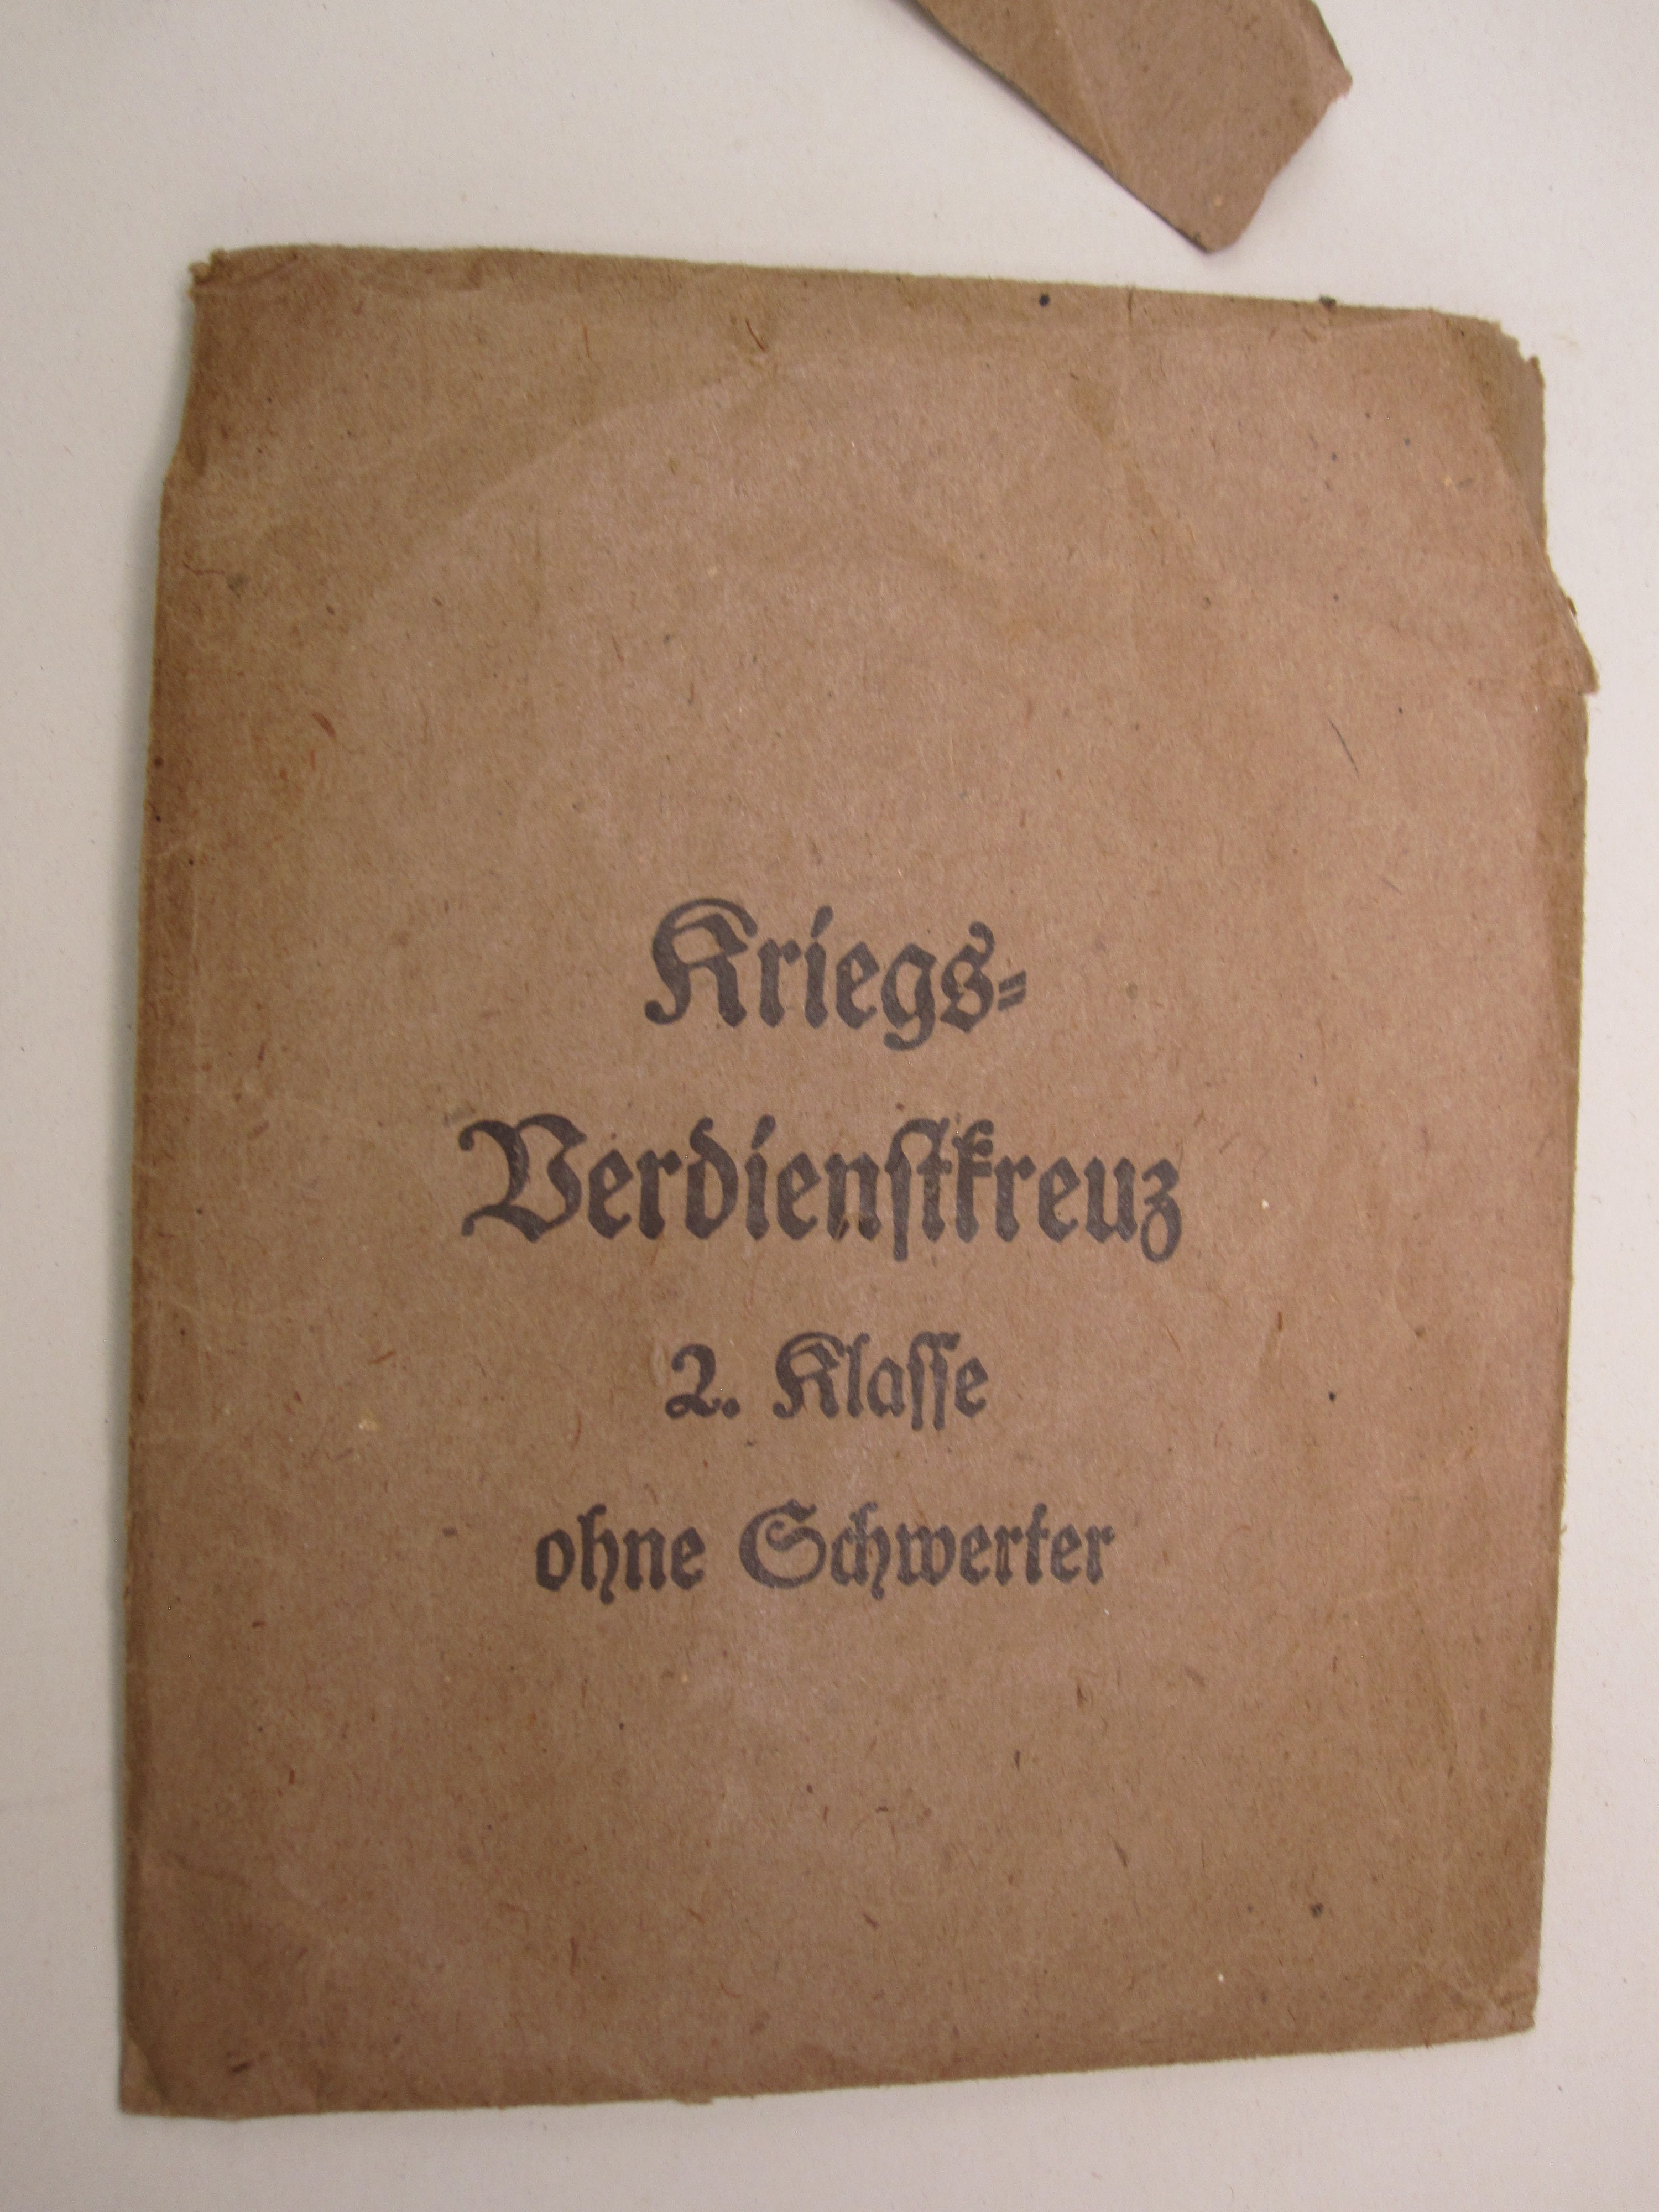 Kriegs-
Verdienstkreuz
2. Klasse
ohne Schwerter